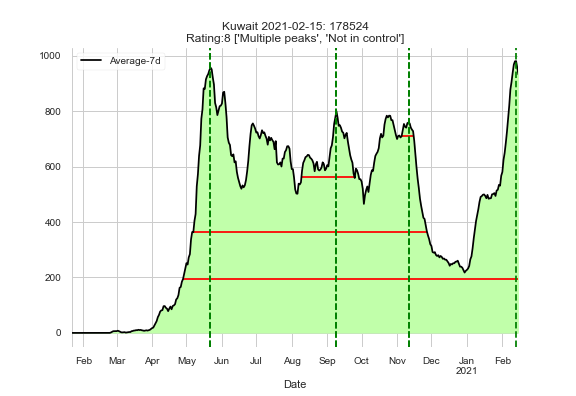 Kuwait 2021-02-15: 178524
Rating:8 ['Multiple peaks', 'Not in control']
Average-7d
1000
800
600
400
200
0
Feb Mar Apr May Jun Jul Aug Sep Oct Nov Dec Jan Feb
2021
Date